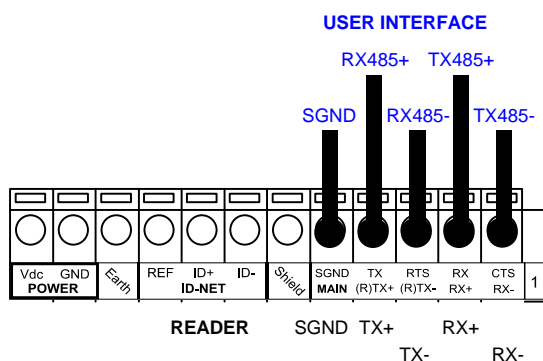 USER INTERFACE
RX485+ TX485+
SGND RX485- TX485-
Vdc GND Earth REF ID+ ID- Shield SGND TX RTS RX CTS 1
POWER ID-NET MAIN (R)TX+ (R)TX- RX+ RX-
READER SGND TX+ RX+
TX- RX-